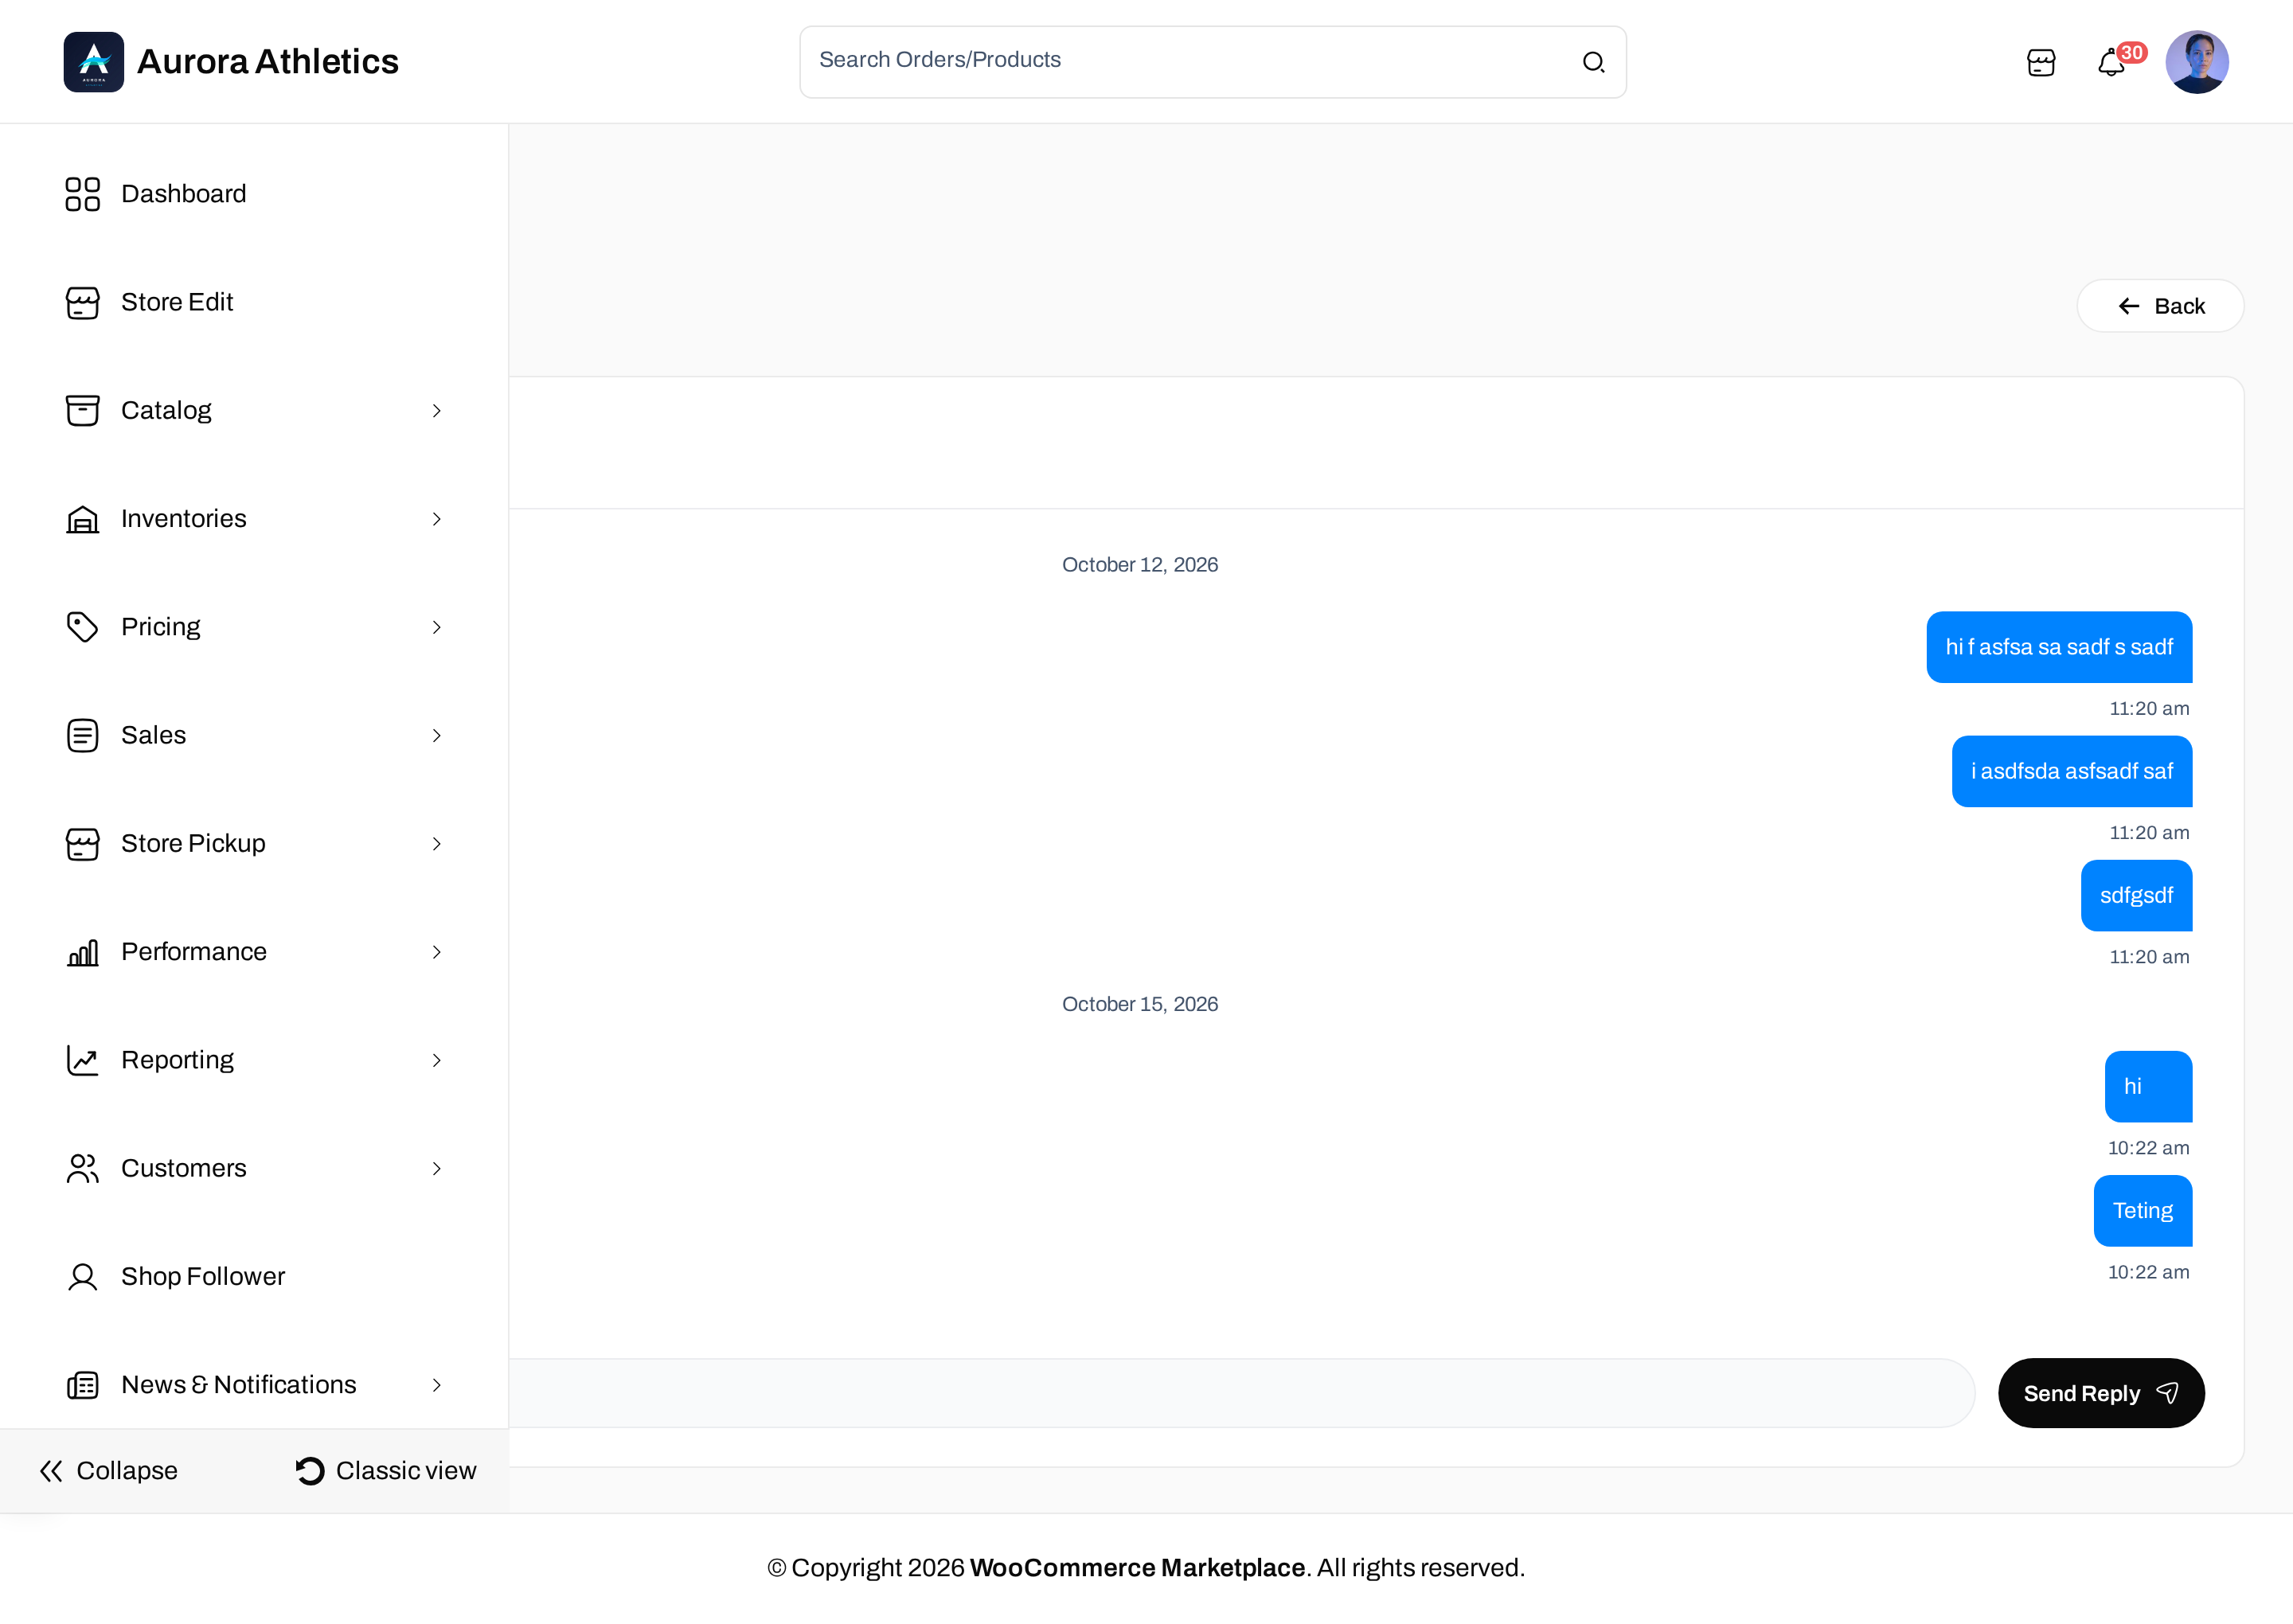 AURORA
Aurora Athletics
Search Orders/Products
30
Dashboard
Store Edit
Back
Catalog
Inventories
Pricing
Sales
Store Pickup
Performance
Reporting
Customers
Shop Follower
News & Notifications
Collapse
Classic view
October 12, 2026
hi f asfsa sa sadf s sadf
11:20 am
i asdfsda asfsadf saf
11:20 am
sdfgsdf
11:20 am
October 15, 2026
hi
10:22 am
Teting
10:22 am
Send Reply
© Copyright 2026 WooCommerce Marketplace. All rights reserved.